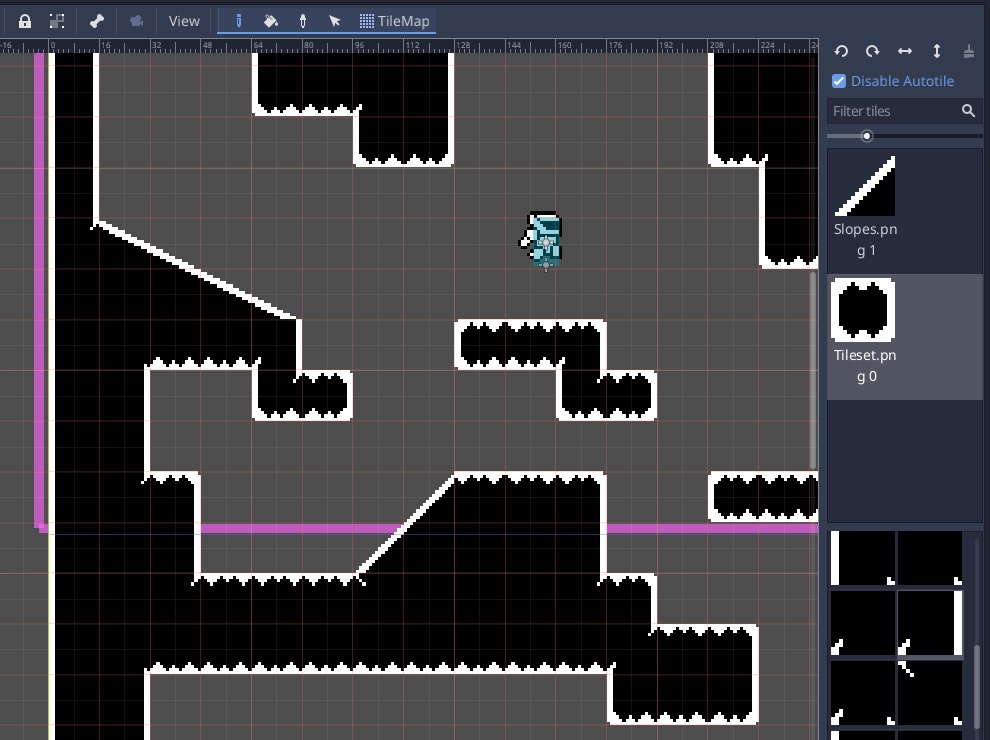 View TileMap
-16 0 16 32 48 64 80 96 112 128 144 160 176 192 208 224 24
Disable Autotile
Filter tiles
Slopes.pn
g 1
Tileset.pn
g 0